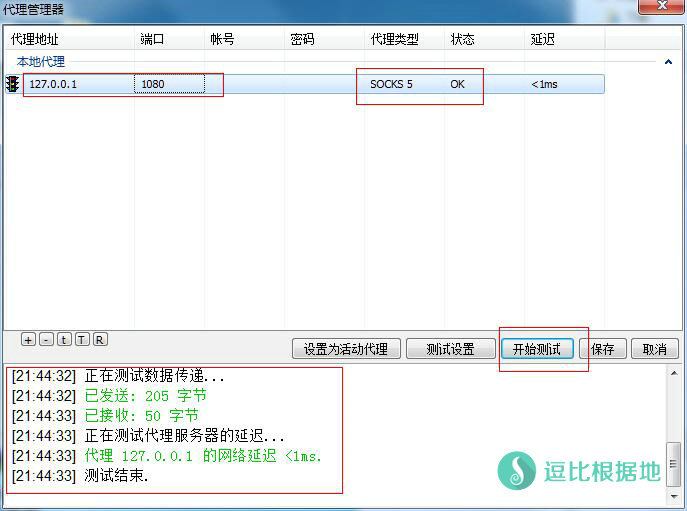 代理管理器
代理地址 端口 帐号 密码 代理类型 状态 延迟
本地代理
127.0.0.1 1080 SOCKS 5 OK <1ms
+ - t T R 设置为活动代理 测试设置 开始测试 保存 取消
[21:44:32] 正在测试数据传递...
[21:44:32] 已发送: 205 字节
[21:44:33] 已接收: 50 字节
[21:44:33] 正在测试代理服务器的延迟...
[21:44:33] 代理 127.0.0.1 的网络延迟 <1ms.
[21:44:33] 测试结束.
逗比根据地